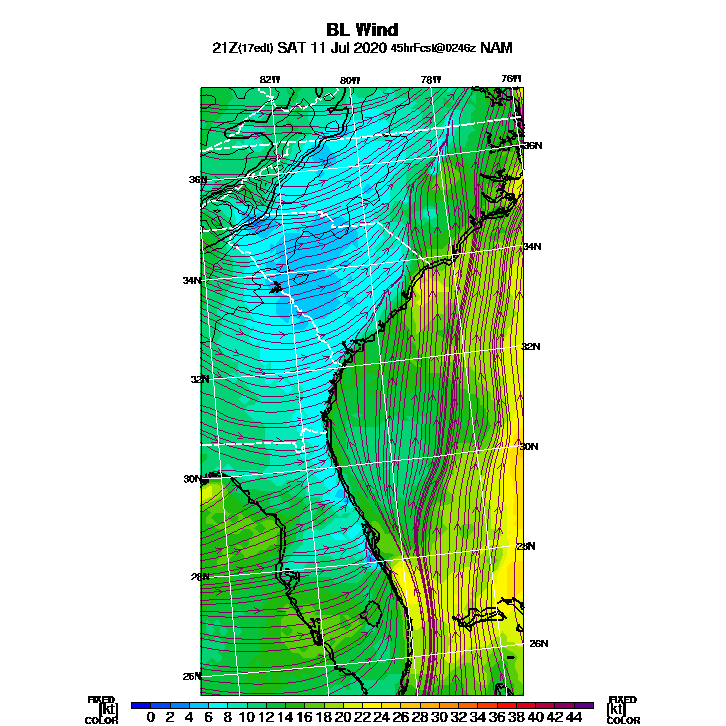 BL Wind
21Z(17edt) SAT 11 Jul 2020 45hrFcst@0246z NAM
82W 80W 78W 76W
36N 36N
34N 34N
32N 32N
30N 30N
28N 28N
26N 26N
FIXED FIXED
[kt] 0 2 4 6 8 10 12 14 16 18 20 22 24 26 28 30 32 34 36 38 40 42 44 [kt]
COLOR COLOR